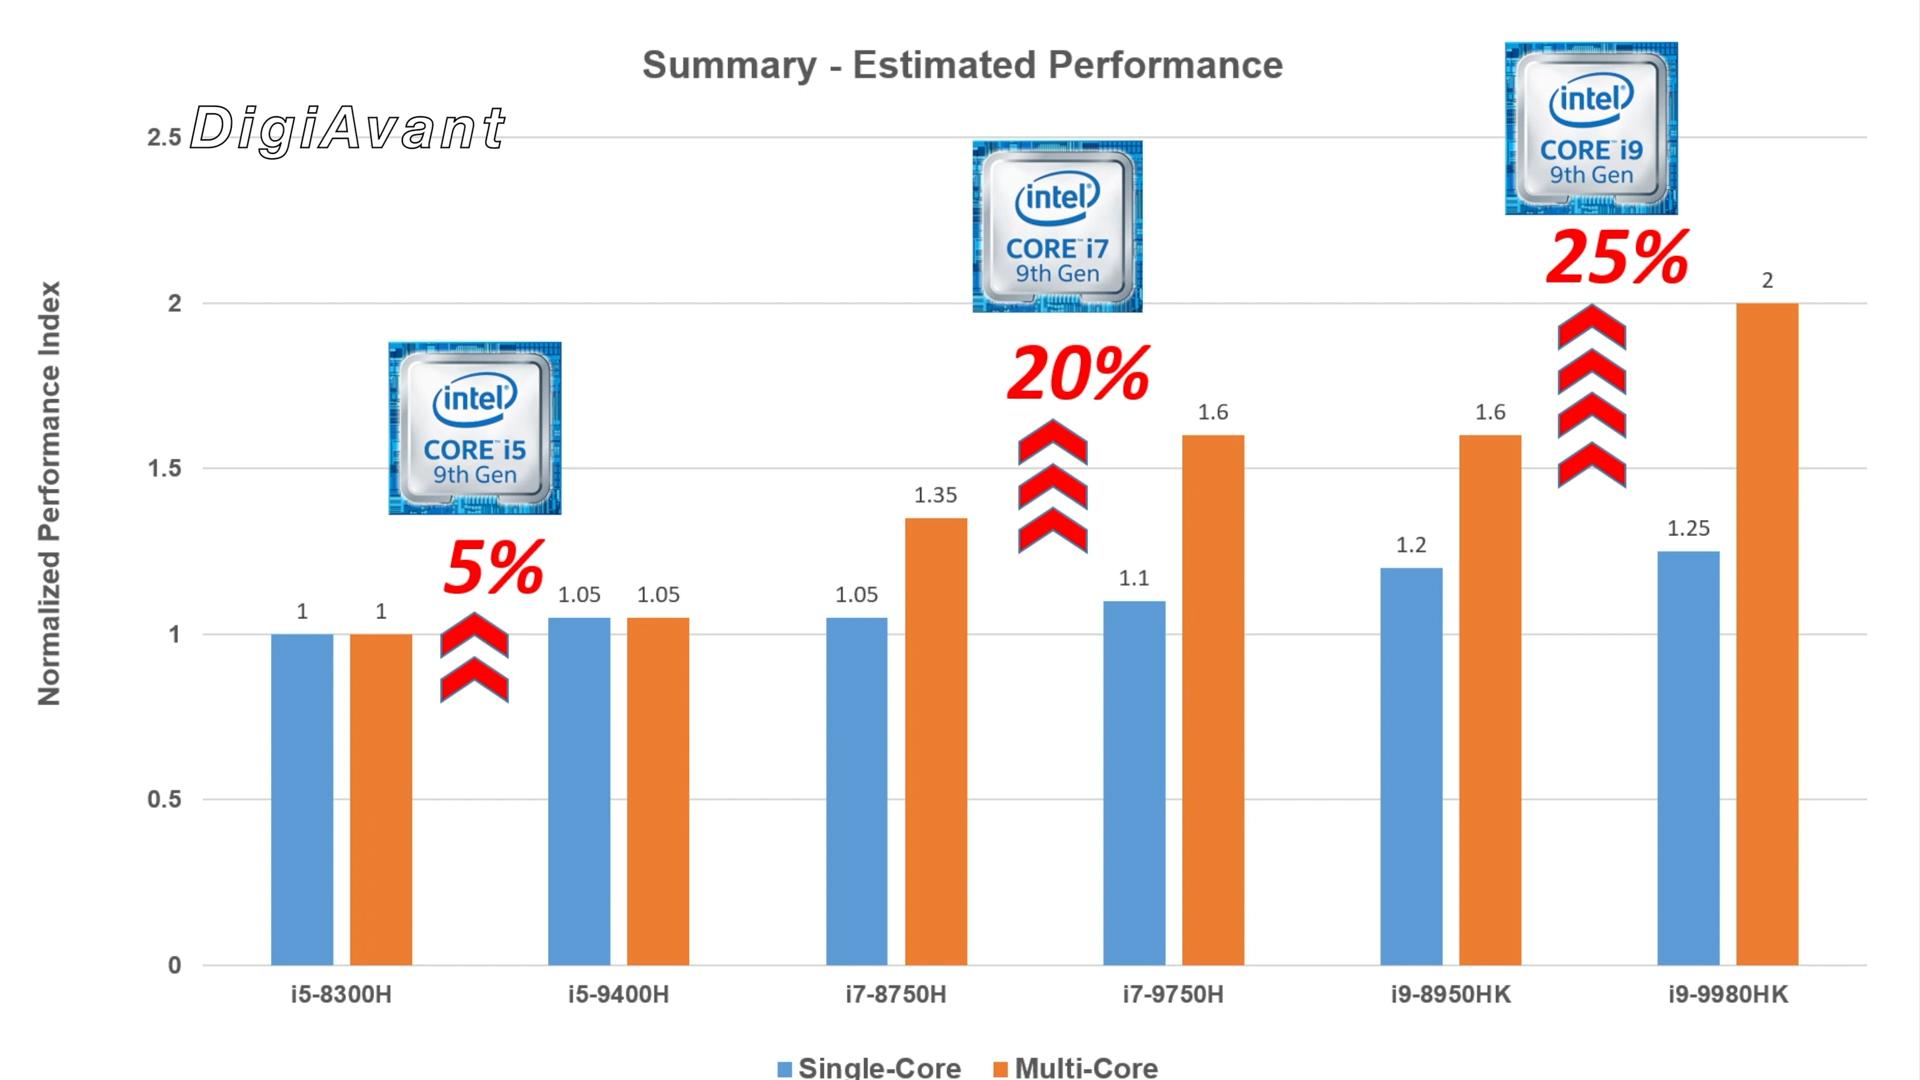 Summary - Estimated Performance
DigiAvant
intel®
CORE™ i9
9th Gen
25%
intel®
CORE™ i7
9th Gen
20%
intel®
CORE™ i5
9th Gen
5%
Normalized Performance Index
2.5
2
1.5
1
0.5
0
1 1 1.05 1.05 1.05 1.35 1.1 1.6 1.2 1.6 1.25 2
i5-8300H i5-9400H i7-8750H i7-9750H i9-8950HK i9-9980HK
Single-Core Multi-Core